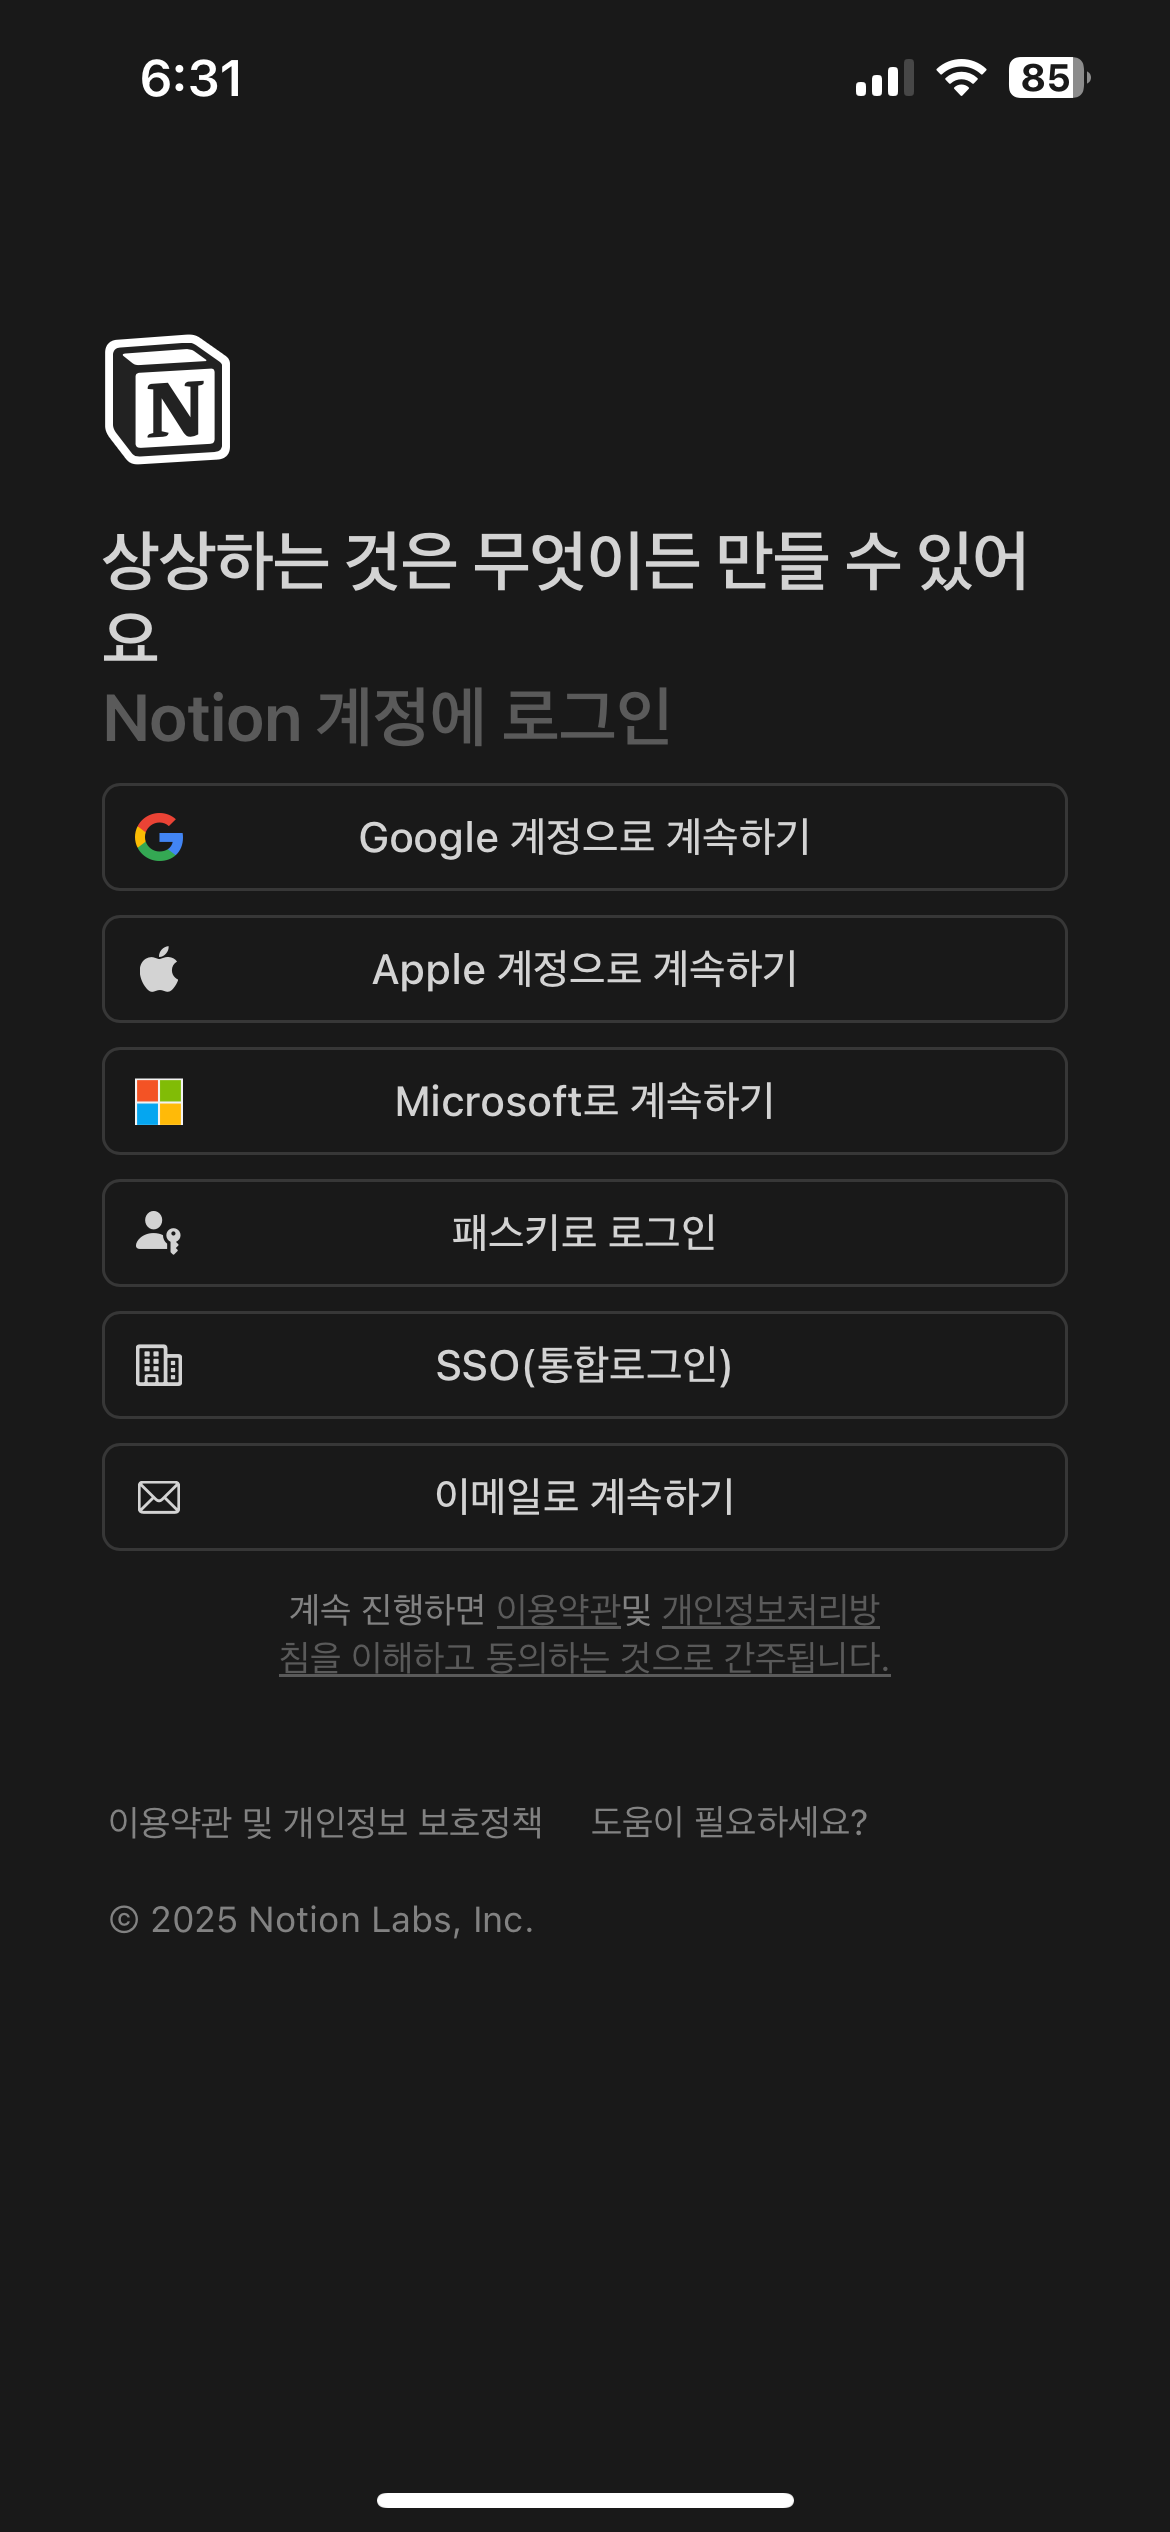 6:31
85
N
상상하는 것은 무엇이든 만들 수 있어
요
Notion 계정에 로그인
Google 계정으로 계속하기
Apple 계정으로 계속하기
Microsoft로 계속하기
패스키로 로그인
SSO(통합로그인)
이메일로 계속하기
계속 진행하면 이용약관및 개인정보처리방
침을 이해하고 동의하는 것으로 간주됩니다.
이용약관 및 개인정보 보호정책 도움이 필요하세요?
© 2025 Notion Labs, Inc.